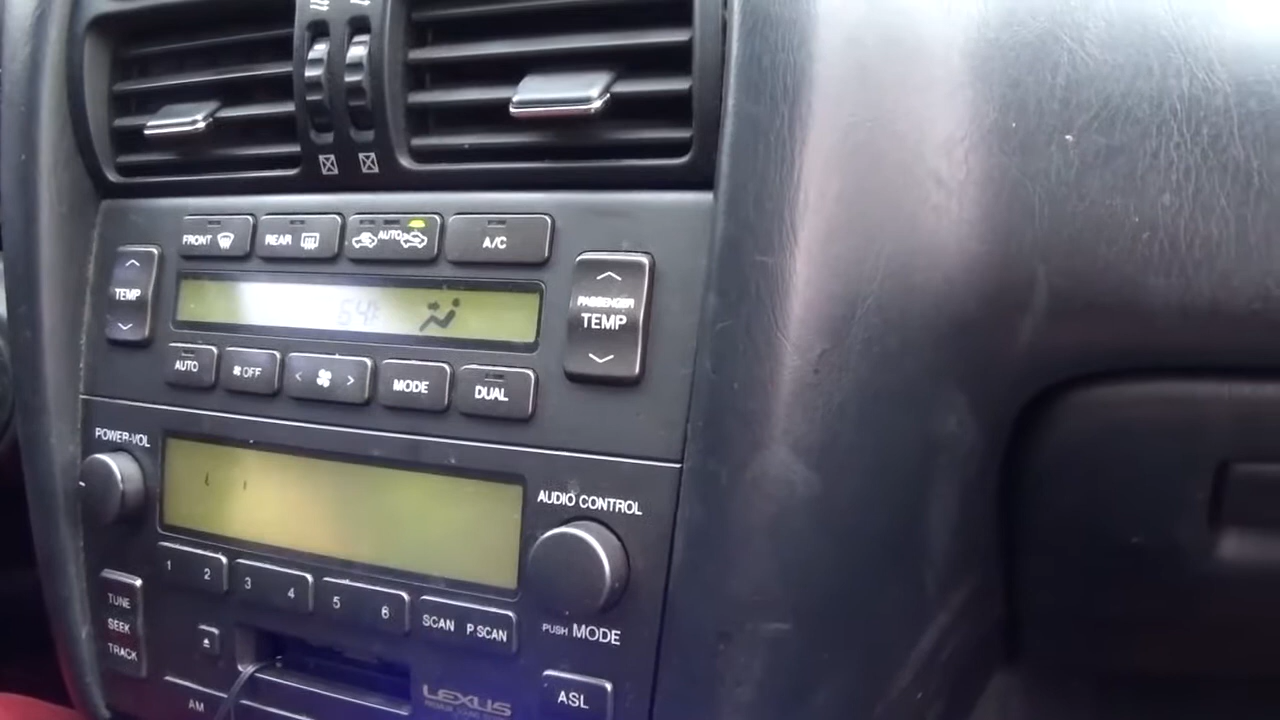 FRONT REAR AUTO A/C
TEMP
64F
PASSENGER
TEMP
AUTO OFF < > MODE DUAL
POWER-VOL
AUDIO CONTROL
1 2 3 4 5 6 SCAN P.SCAN
PUSH MODE
TUNE
SEEK
TRACK
AM
LEXUS
ASL